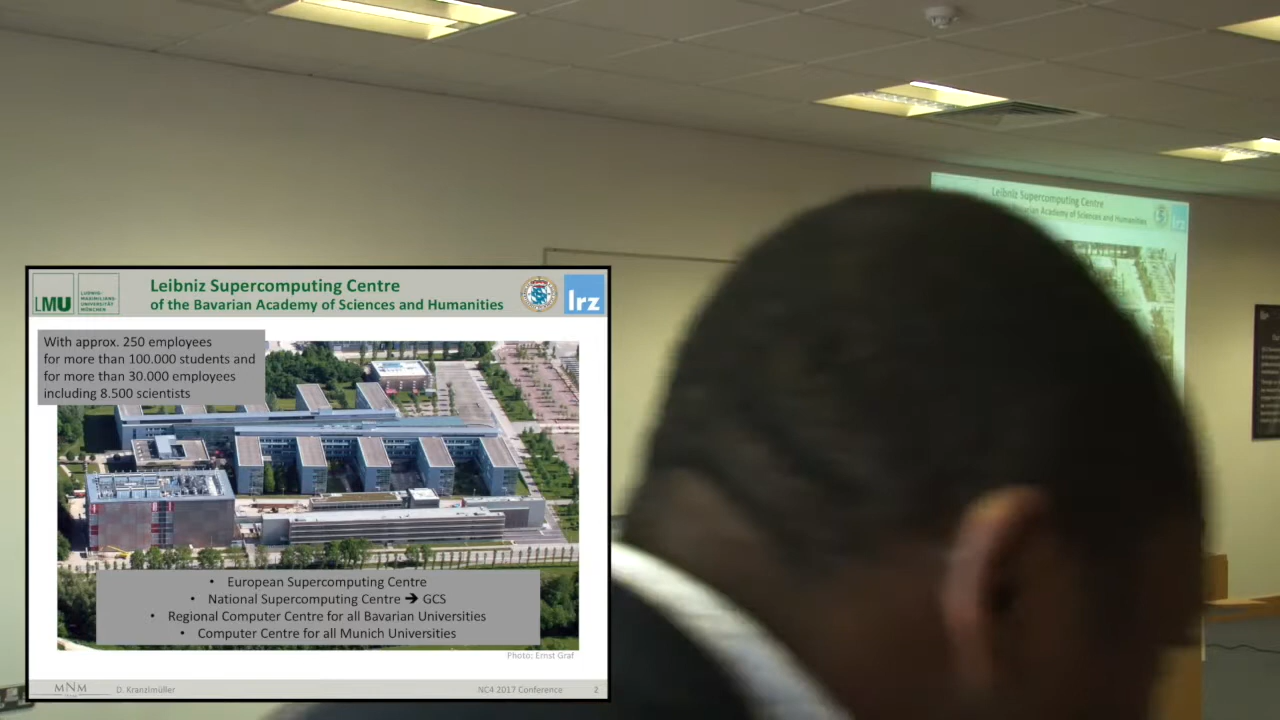 LMU
LUDWIG-
MAXIMILIANS-
UNIVERSITÄT
MÜNCHEN
Leibniz Supercomputing Centre
of the Bavarian Academy of Sciences and Humanities
lrz
With approx. 250 employees
for more than 100.000 students and
for more than 30.000 employees
including 8.500 scientists
• European Supercomputing Centre
• National Supercomputing Centre ➔ GCS
• Regional Computer Centre for all Bavarian Universities
• Computer Centre for all Munich Universities
Photo: Ernst Graf
MNM
D. Kranzlmüller
NC4 2017 Conference
2
Leibniz Supercomputing Centre
Bavarian Academy of Sciences and Humanities
lrz